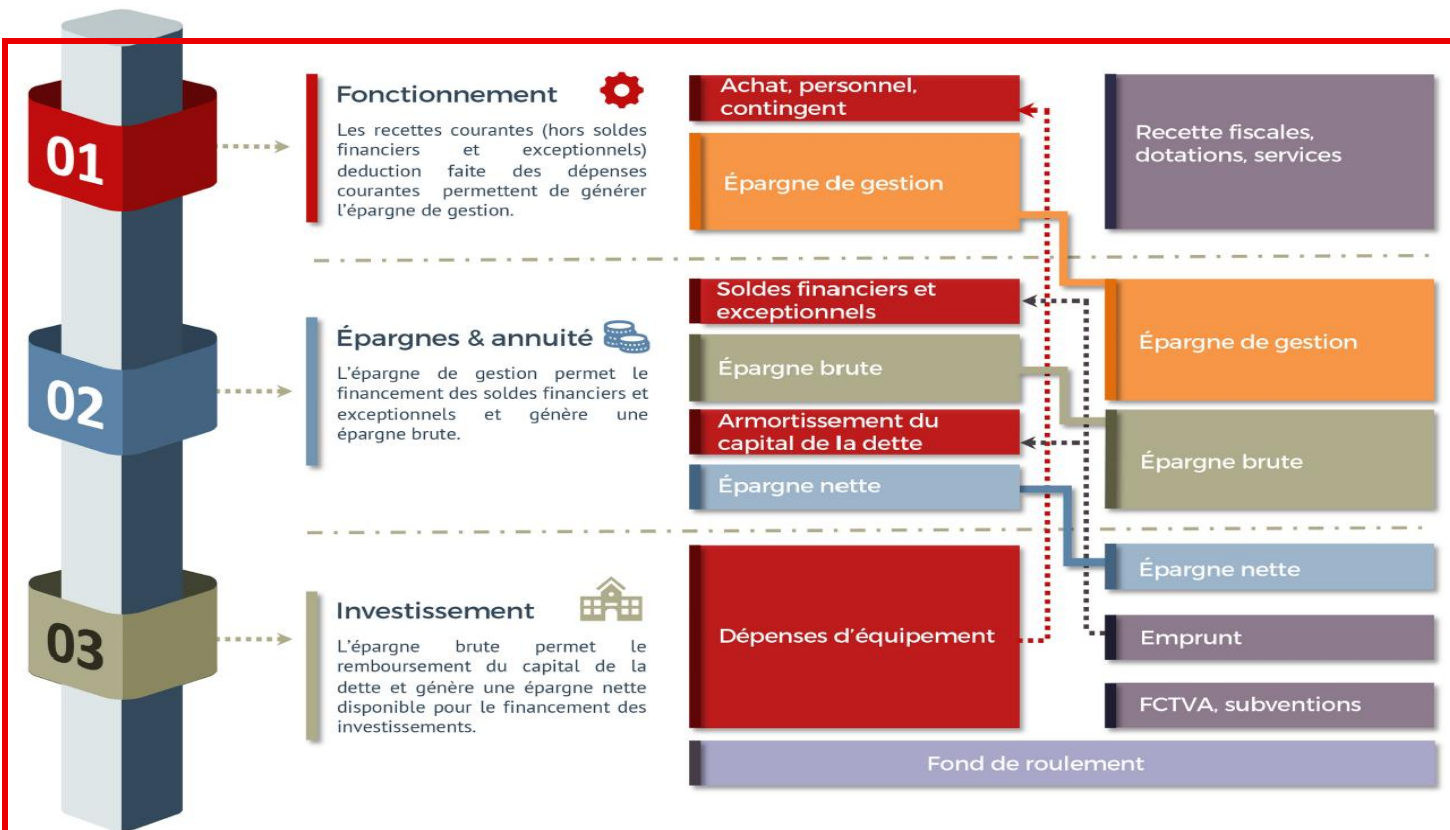 01
Fonctionnement
Les recettes courantes (hors soldes
financiers et exceptionnels)
deduction faite des dépenses
courantes permettent de générer
l'épargne de gestion.
Achat, personnel,
contingent
Épargne de gestion
Recette fiscales,
dotations, services
02
Épargnes & annuité
L'épargne de gestion permet le
financement des soldes financiers et
exceptionnels et génère une
épargne brute.
Soldes financiers et
exceptionnels
Épargne brute
Armortissement du
capital de la dette
Épargne nette
Épargne de gestion
Épargne brute
03
Investissement
L'épargne brute permet le
remboursement du capital de la
dette et génère une épargne nette
disponible pour le financement des
investissements.
Dépenses d'équipement
Épargne nette
Emprunt
FCTVA, subventions
Fond de roulement